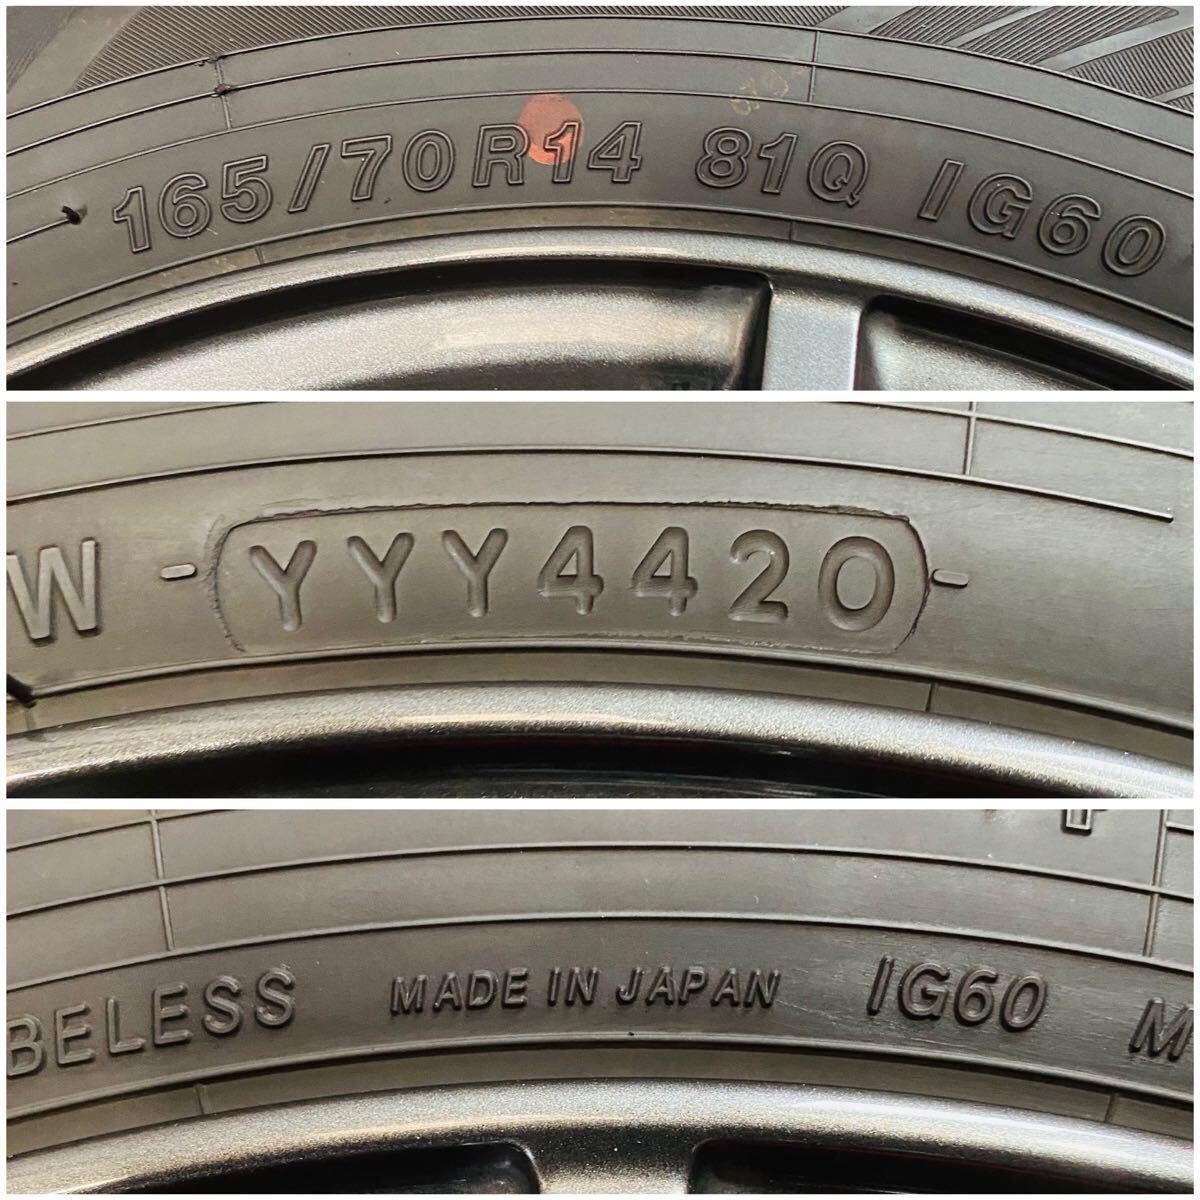 165/70R14 81Q IG60
W -YYY4420-
BELESS MADE IN JAPAN IG60 M